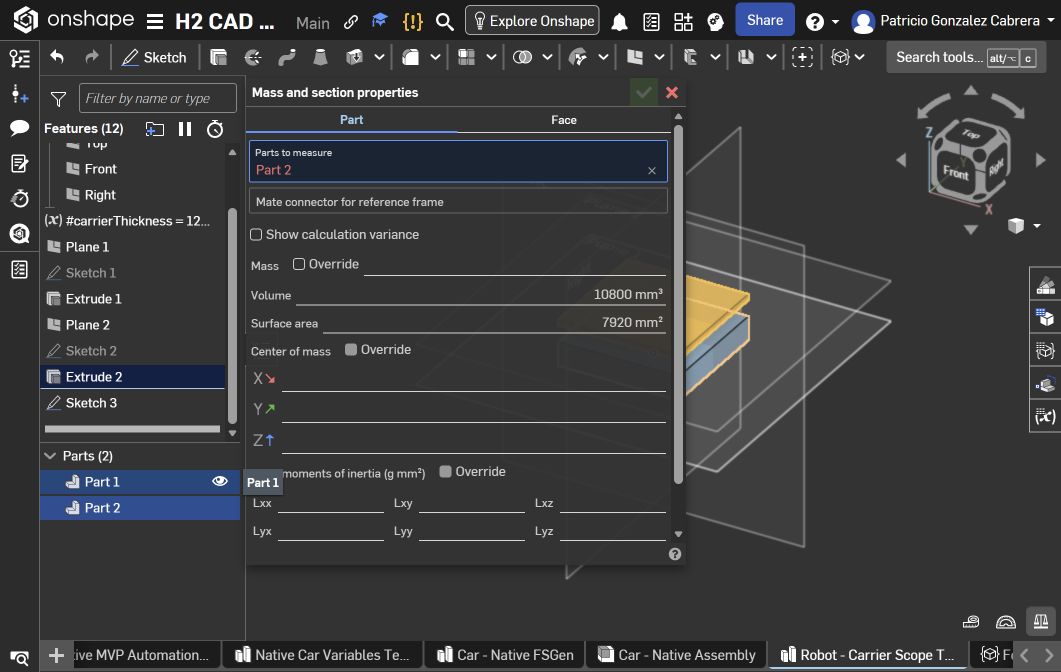 onshape
H2 CAD ...
Main
Explore Onshape
Share
Patricio Gonzalez Cabrera
Sketch
Search tools... alt/⌥ c
Filter by name or type
Features (12)
Top
Front
Right
(x) #carrierThickness = 12...
Plane 1
Sketch 1
Extrude 1
Plane 2
Sketch 2
Extrude 2
Sketch 3
Parts (2)
Part 1
Part 2
Part 1
Mass and section properties
Part
Face
Parts to measure
Part 2
Mate connector for reference frame
Show calculation variance
Mass
Override
Volume
10800 mm³
Surface area
7920 mm²
Center of mass
Override
X
Y
Z
moments of inertia (g mm²)
Override
Lxx
Lxy
Lxz
Lyx
Lyy
Lyz
Z
Top
Y
Front
Right
X
tive MVP Automation...
Native Car Variables Te...
Car - Native FSGen
Car - Native Assembly
Robot - Carrier Scope T...